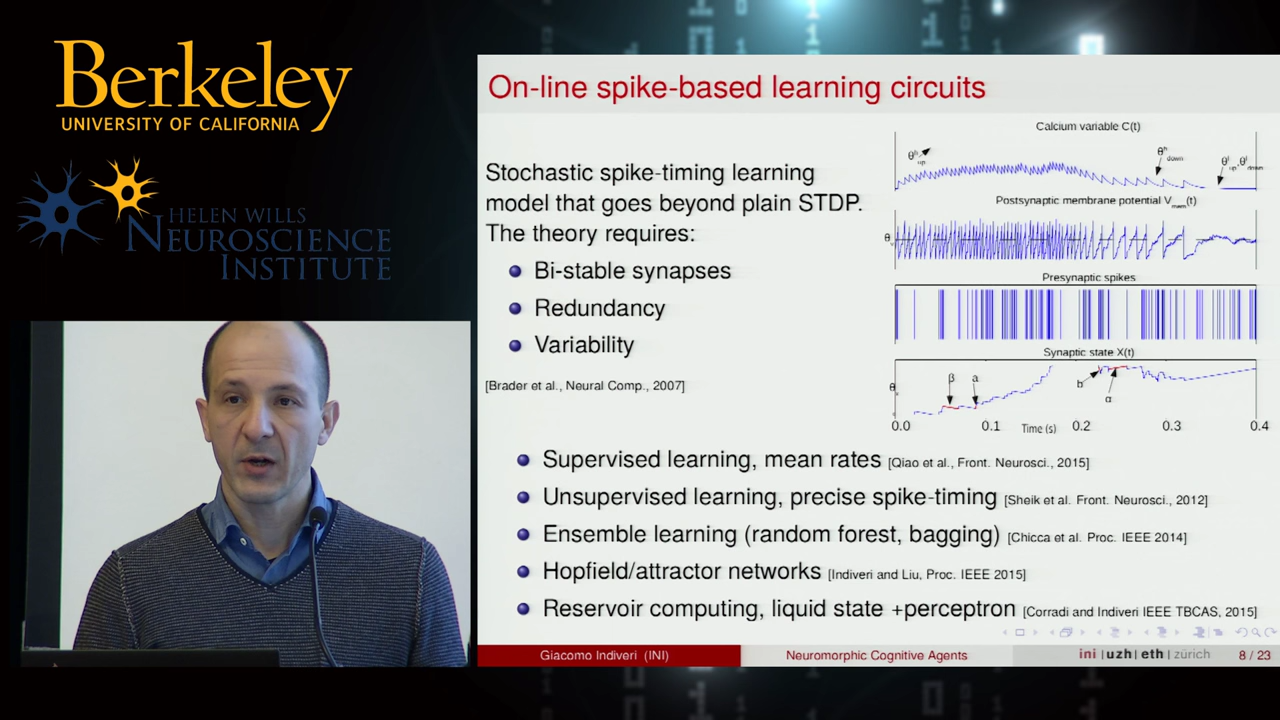 Berkeley
UNIVERSITY OF CALIFORNIA
HELEN WILLS
NEUROSCIENCE
INSTITUTE
On-line spike-based learning circuits
Stochastic spike-timing learning
model that goes beyond plain STDP.
The theory requires:
Bi-stable synapses
Redundancy
Variability
[Brader et al., Neural Comp., 2007]
Calcium variable C(t)
θ^h_up
θ^h_down
θ^l_up,θ^l_down
Postsynaptic membrane potential V_mem(t)
Presynaptic spikes
Synaptic state X(t)
β a b α
0.0 0.1 0.2 0.3 0.4
Time (s)
Supervised learning, mean rates [Qiao et al., Front. Neurosci., 2015]
Unsupervised learning, precise spike-timing [Sheik et al. Front. Neurosci., 2012]
Ensemble learning (random forest, bagging) [Chicca et al. Proc. IEEE 2014]
Hopfield/attractor networks [Indiveri and Liu, Proc. IEEE 2015]
Reservoir computing, liquid state +perceptron [Corradi and Indiveri IEEE TBCAS, 2015]
Giacomo Indiveri (INI)
Neuromorphic Cognitive Agents
ini | uzh | eth | zürich
8 / 23